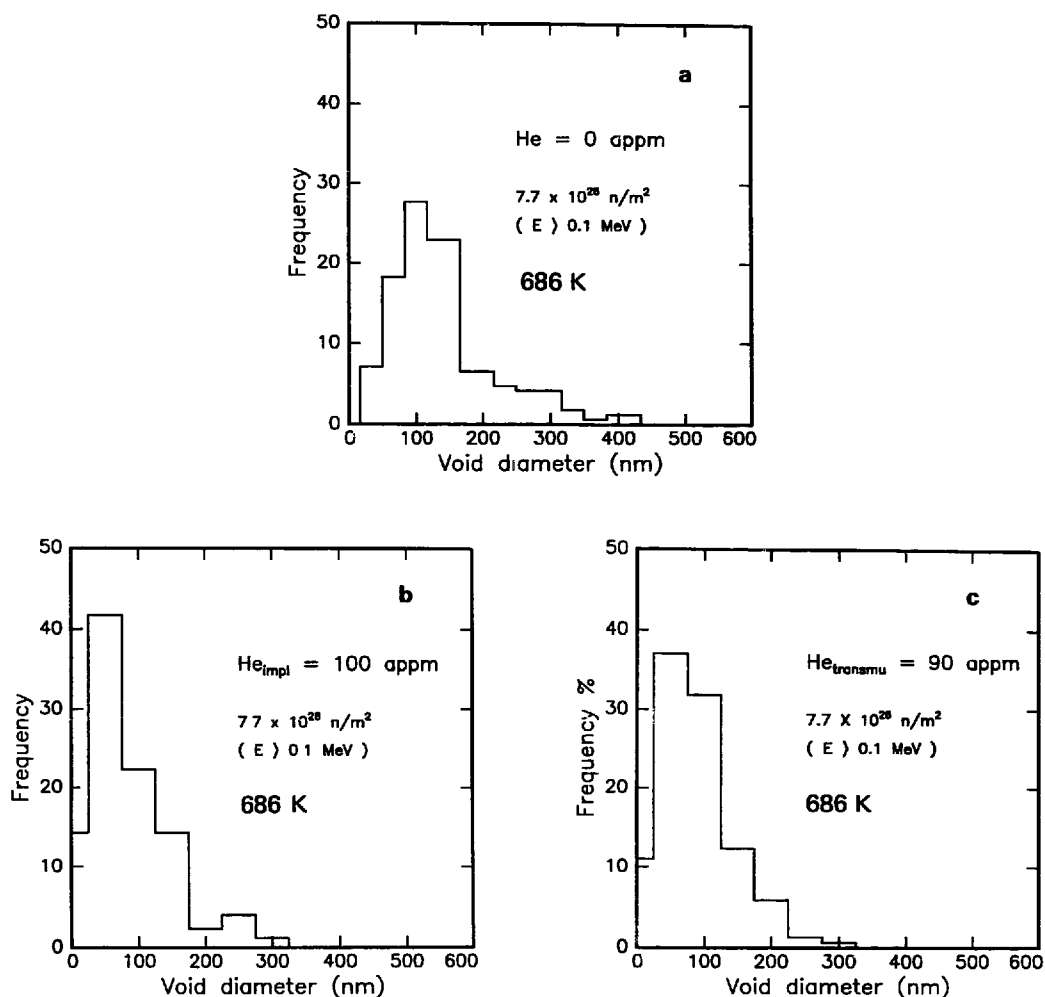 a
50
40
30
20
10
0
Frequency
He = 0 appm
7.7 x 10²⁶ n/m²
( E ⟩ 0.1 MeV )
686 K
0 100 200 300 400 500 600
Void diameter (nm)
b
50
40
30
20
10
0
Frequency
He_impl = 100 appm
7 7 x 10²⁶ n/m²
( E ⟩ 0 1 MeV )
686 K
0 100 200 300 400 500 600
Void diameter (nm)
c
50
40
30
20
10
0
Frequency %
He_transmu = 90 appm
7.7 X 10²⁶ n/m²
( E ⟩ 0.1 MeV )
686 K
0 100 200 300 400 500 600
Void diameter (nm)